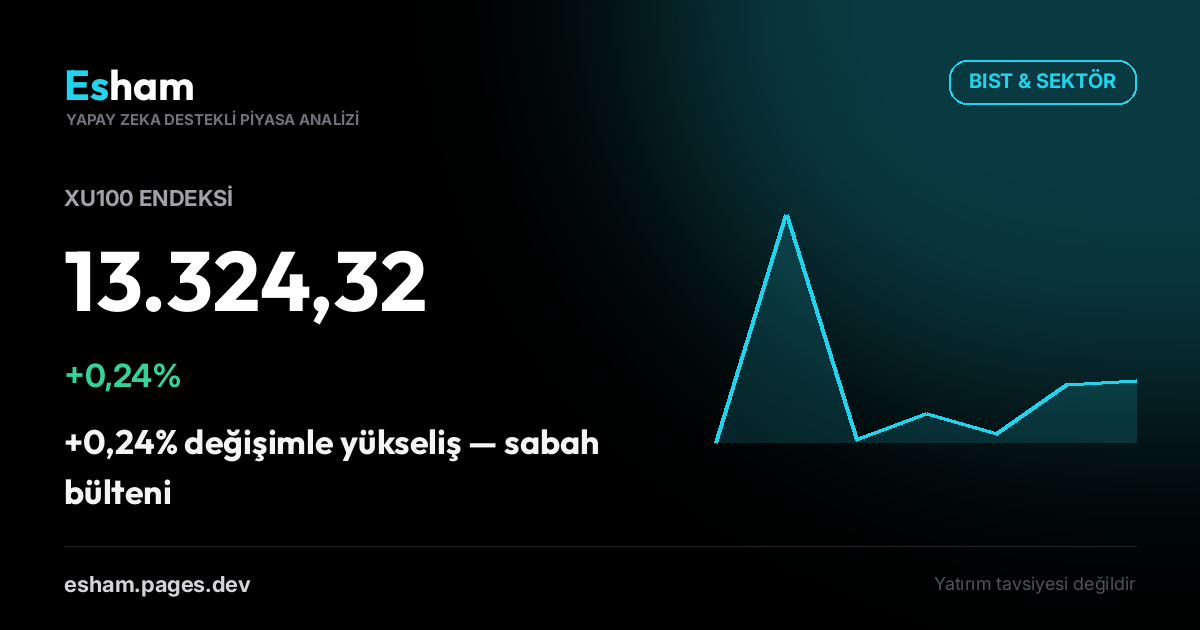 Esham
YAPAY ZEKA DESTEKLİ PİYASA ANALİZİ
BIST & SEKTÖR
XU100 ENDEKSİ
13.324,32
+0,24%
+0,24% değişimle yükseliş — sabah
bülteni
esham.pages.dev
Yatırım tavsiyesi değildir